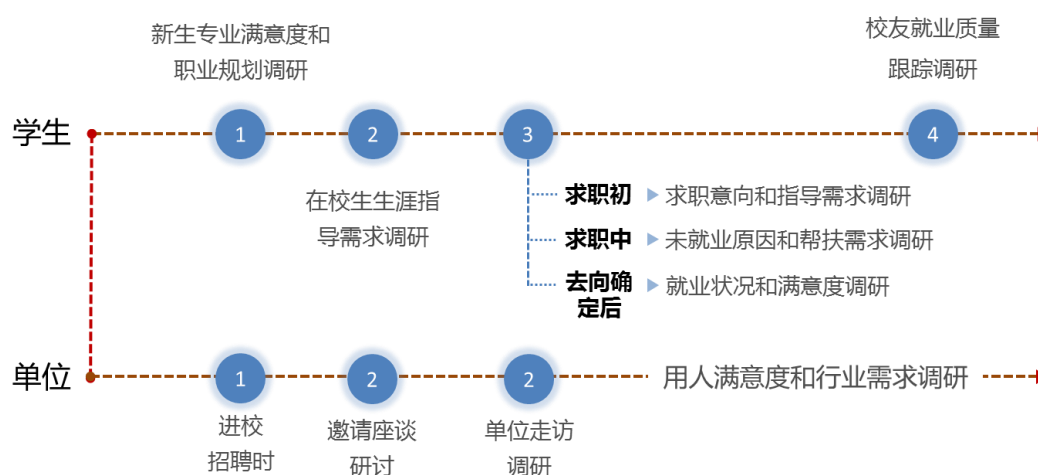 新生专业满意度和
职业规划调研
校友就业质量
跟踪调研
学生
1
2
3
4
在校生生涯指
导需求调研
求职初
求职意向和指导需求调研
求职中
未就业原因和帮扶需求调研
去向确
定后
就业状况和满意度调研
单位
1
2
2
用人满意度和行业需求调研
进校
招聘时
邀请座谈
研讨
单位走访
调研